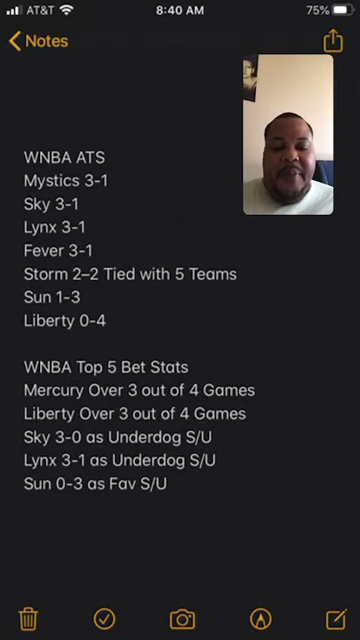 AT&T 8:40 AM 75%
Notes
WNBA ATS
Mystics 3-1
Sky 3-1
Lynx 3-1
Fever 3-1
Storm 2–2 Tied with 5 Teams
Sun 1-3
Liberty 0-4
WNBA Top 5 Bet Stats
Mercury Over 3 out of 4 Games
Liberty Over 3 out of 4 Games
Sky 3-0 as Underdog S/U
Lynx 3-1 as Underdog S/U
Sun 0-3 as Fav S/U